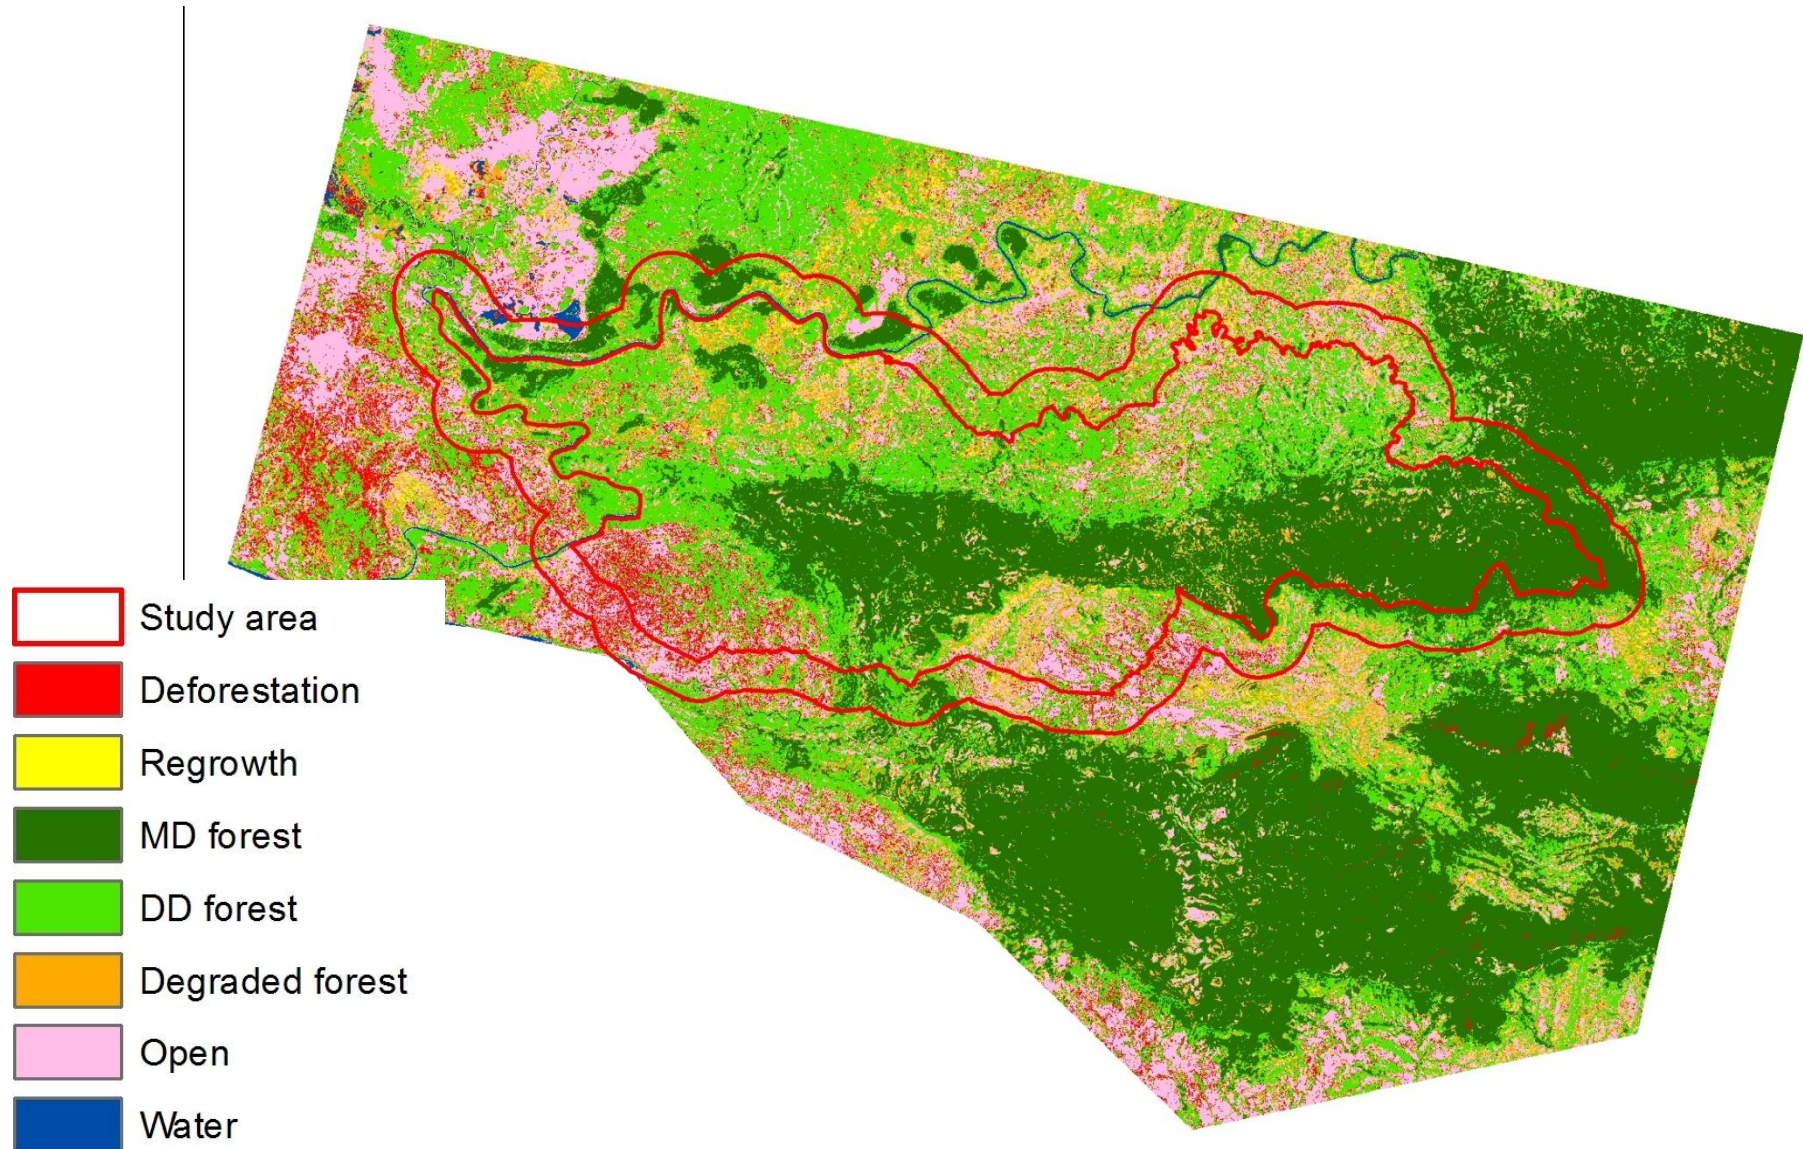 Study area
Deforestation
Regrowth
MD forest
DD forest
Degraded forest
Open
Water